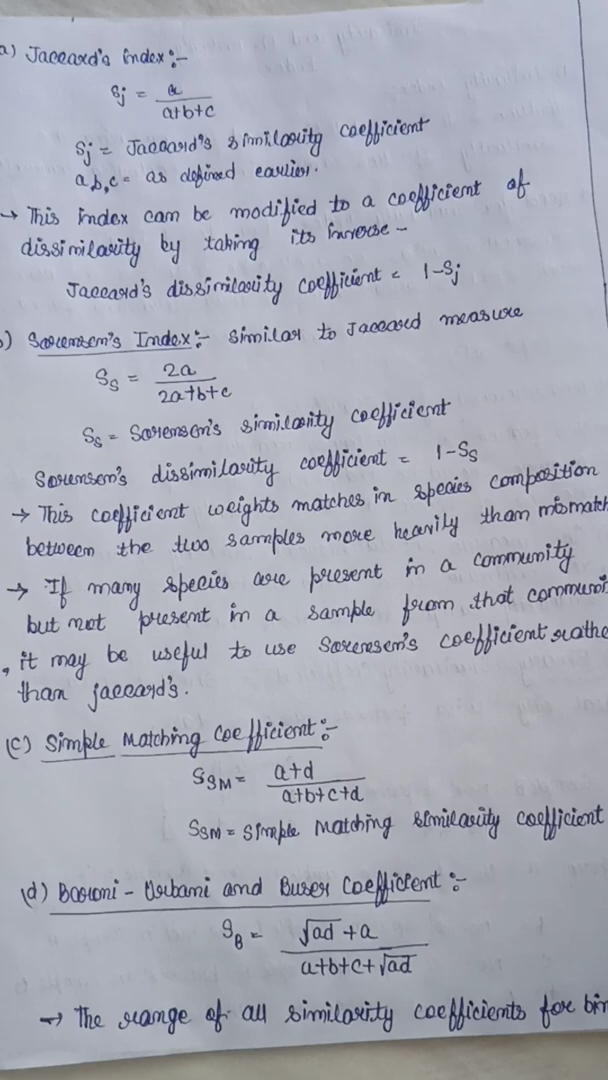 a) Jaccard's index:-
Sj = a / a+b+c
Sj = Jaccard's similarity coefficient
a,b,c = as defined earlier.
→ This index can be modified to a coefficient of
dissimilarity by taking its inverse -
Jaccard's dissimilarity coefficient = 1-Sj
) Sorensen's Index:- Similar to Jaccard measure
Ss = 2a / 2a+b+c
Ss = Sorenson's similarity coefficient
Sorensen's dissimilarity coefficient = 1-Ss
→ This coefficient weights matches in species composition
between the two samples more heavily than mismatch
→ If many species are present in a community
but not present in a sample from that communi
, it may be useful to use Sorensen's coefficient rathe
than jaccard's.
(c) Simple Matching Coefficient:-
SSM = a+d / a+b+c+d
SSM = Simple Matching similarity coefficient
(d) Baroni - Urbani and Buser Coefficient:-
SB = √ad + a / a+b+c+√ad
→ The range of all similarity coefficients for bin